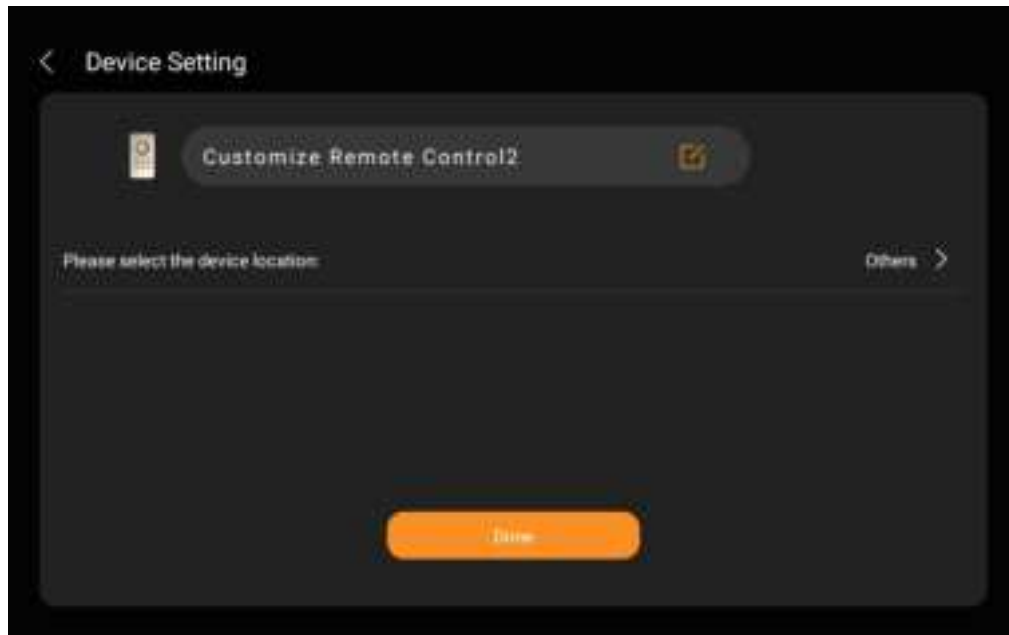 Device Setting
Customize Remote Control2
Please select the device location:
Others
Done